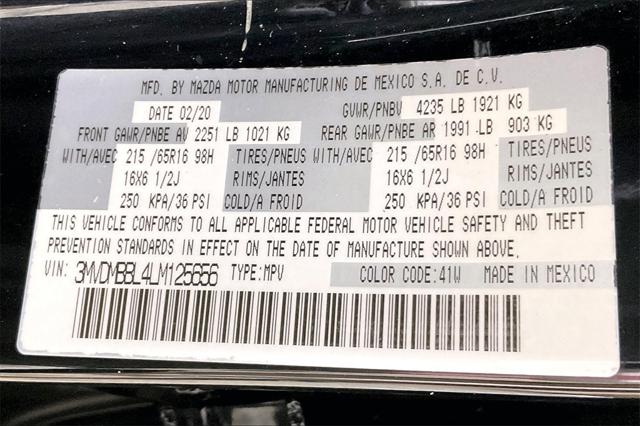 MFD. BY MAZDA MOTOR MANUFACTURING DE MEXICO S.A. DE C.V.
DATE 02/20 GVWR/PNBV 4235 LB 1921 KG
FRONT GAWR/PNBE AV 2251 LB 1021 KG REAR GAWR/PNBE AR 1991 LB 903 KG
WITH/AVEC 215 /65R16 98H TIRES/PNEUS WITH/AVEC 215 /65R16 98H TIRES/PNEUS
16X6 1/2J RIMS/JANTES 16X6 1/2J RIMS/JANTES
250 KPA/36 PSI COLD/A FROID 250 KPA/36 PSI COLD/A FROID
THIS VEHICLE CONFORMS TO ALL APPLICABLE FEDERAL MOTOR VEHICLE SAFETY AND THEFT
PREVENTION STANDARDS IN EFFECT ON THE DATE OF MANUFACTURE SHOWN ABOVE.
VIN: 3MVDMBBL4LM125656 TYPE:MPV COLOR CODE:41W MADE IN MEXICO